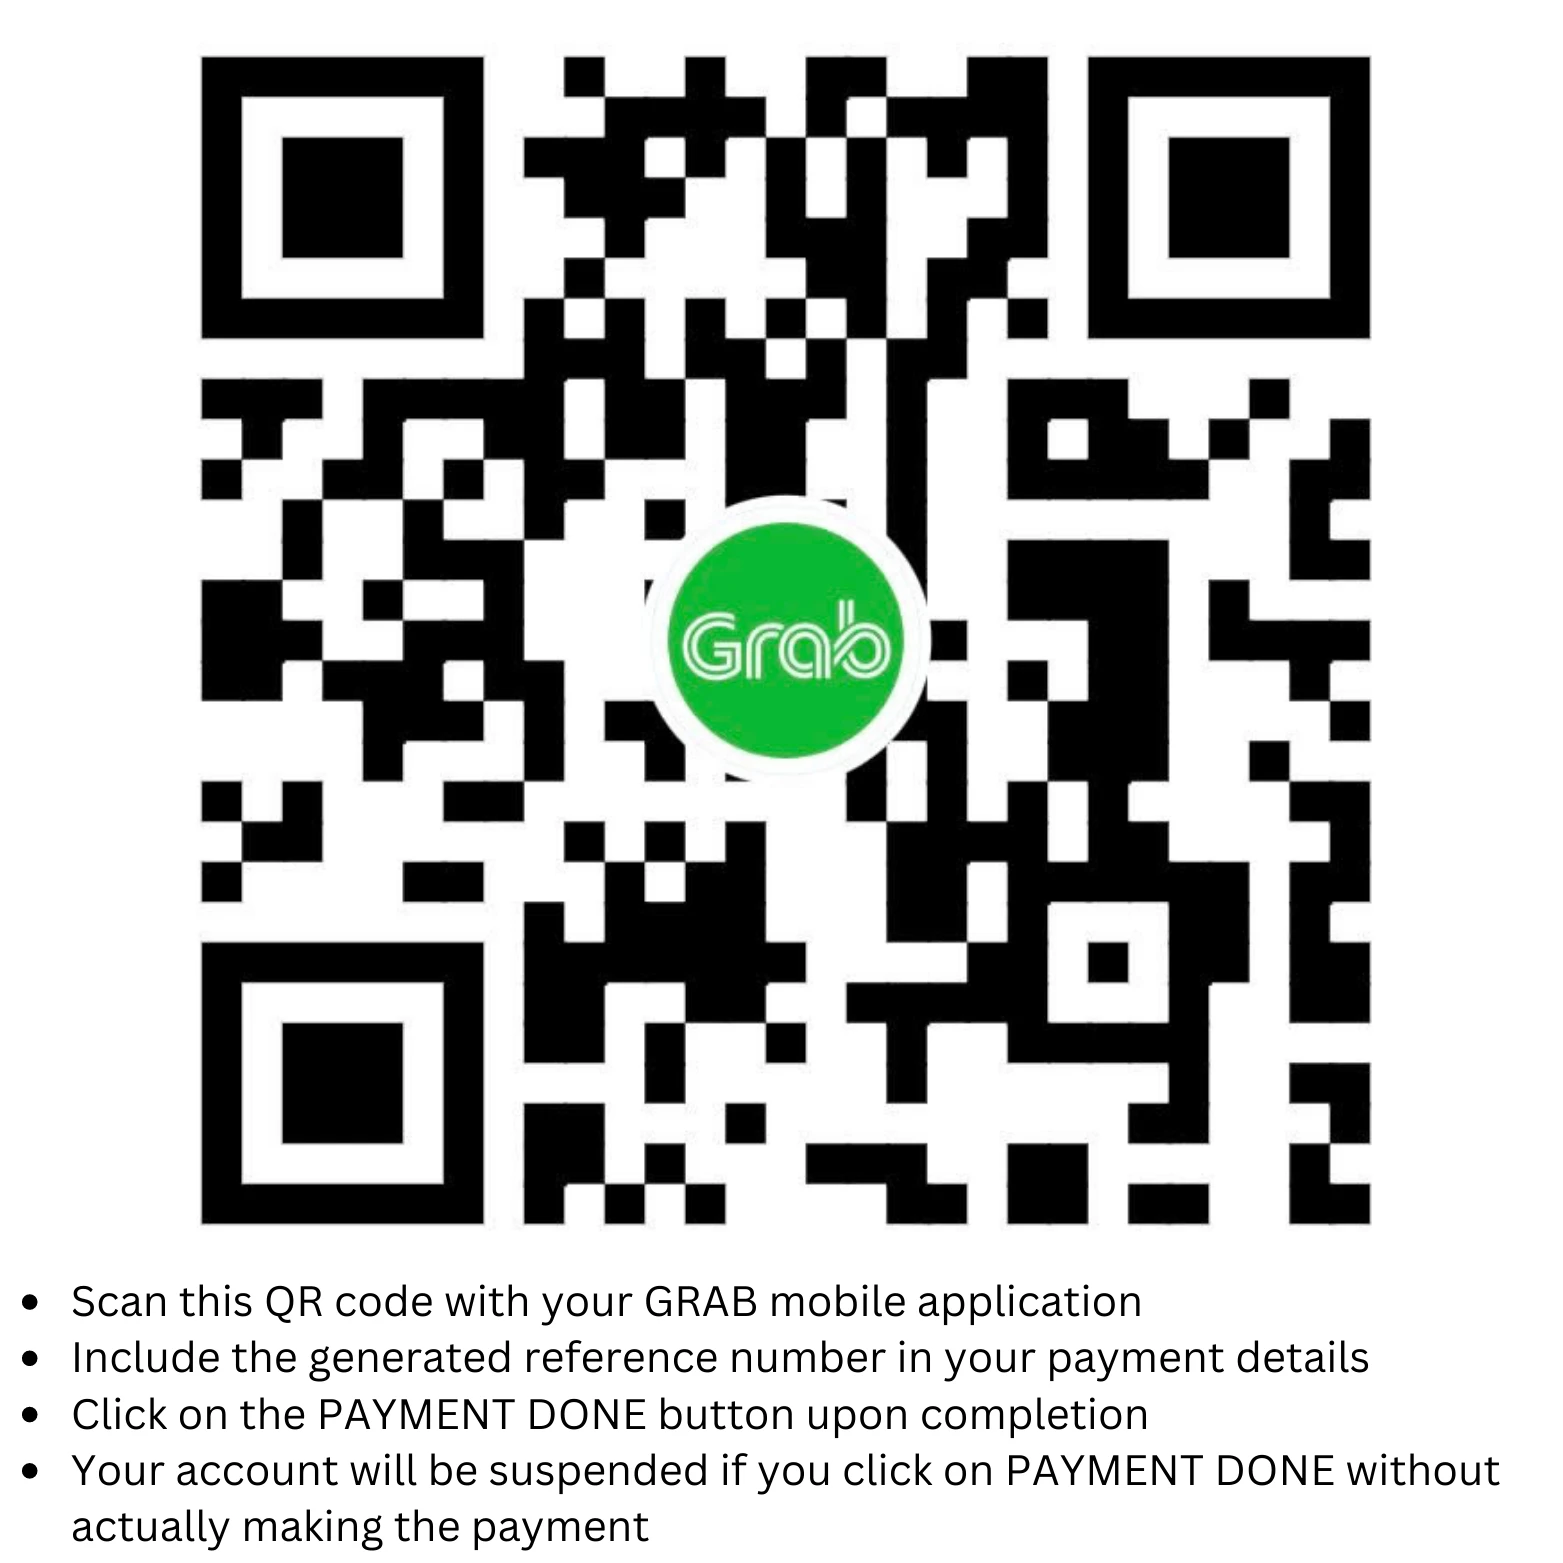 Grab
• Scan this QR code with your GRAB mobile application
• Include the generated reference number in your payment details
• Click on the PAYMENT DONE button upon completion
• Your account will be suspended if you click on PAYMENT DONE without
actually making the payment